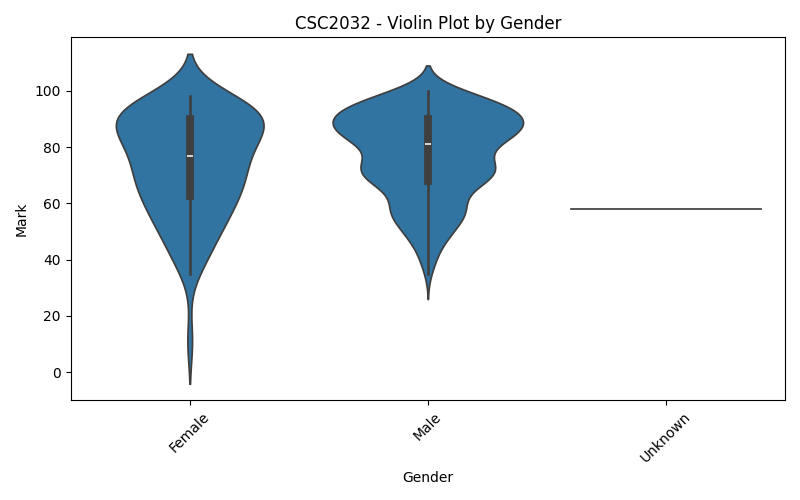 CSC2032 - Violin Plot by Gender
Mark
100
80
60
40
20
0
Female
Male
Unknown
Gender